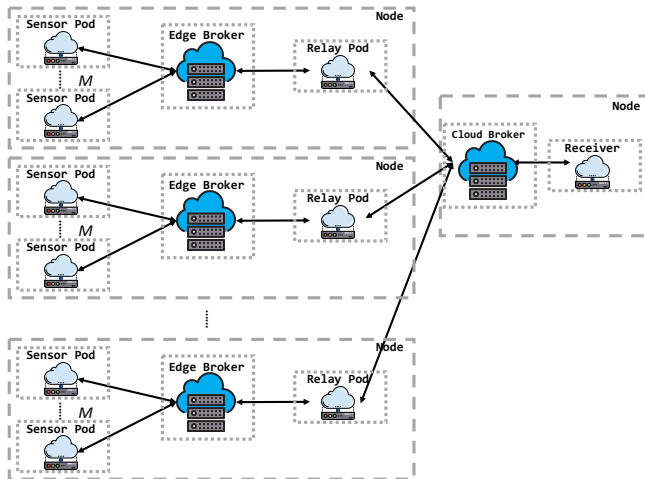 Node
Sensor Pod
Edge Broker
Relay Pod
M
Sensor Pod
Node
Cloud Broker
Receiver
Node
Sensor Pod
Edge Broker
Relay Pod
M
Sensor Pod
Node
Sensor Pod
Edge Broker
Relay Pod
M
Sensor Pod